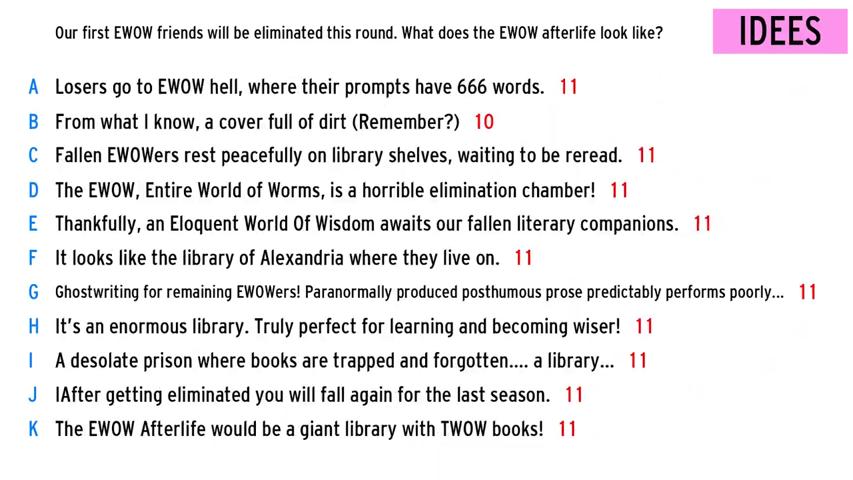 Our first EWOW friends will be eliminated this round. What does the EWOW afterlife look like?
IDEES
A Losers go to EWOW hell, where their prompts have 666 words. 11
B From what I know, a cover full of dirt (Remember?) 10
C Fallen EWOWers rest peacefully on library shelves, waiting to be reread. 11
D The EWOW, Entire World of Worms, is a horrible elimination chamber! 11
E Thankfully, an Eloquent World Of Wisdom awaits our fallen literary companions. 11
F It looks like the library of Alexandria where they live on. 11
G Ghostwriting for remaining EWOWers! Paranormally produced posthumous prose predictably performs poorly... 11
H It's an enormous library. Truly perfect for learning and becoming wiser! 11
I A desolate prison where books are trapped and forgotten.... a library... 11
J IAfter getting eliminated you will fall again for the last season. 11
K The EWOW Afterlife would be a giant library with TWOW books! 11